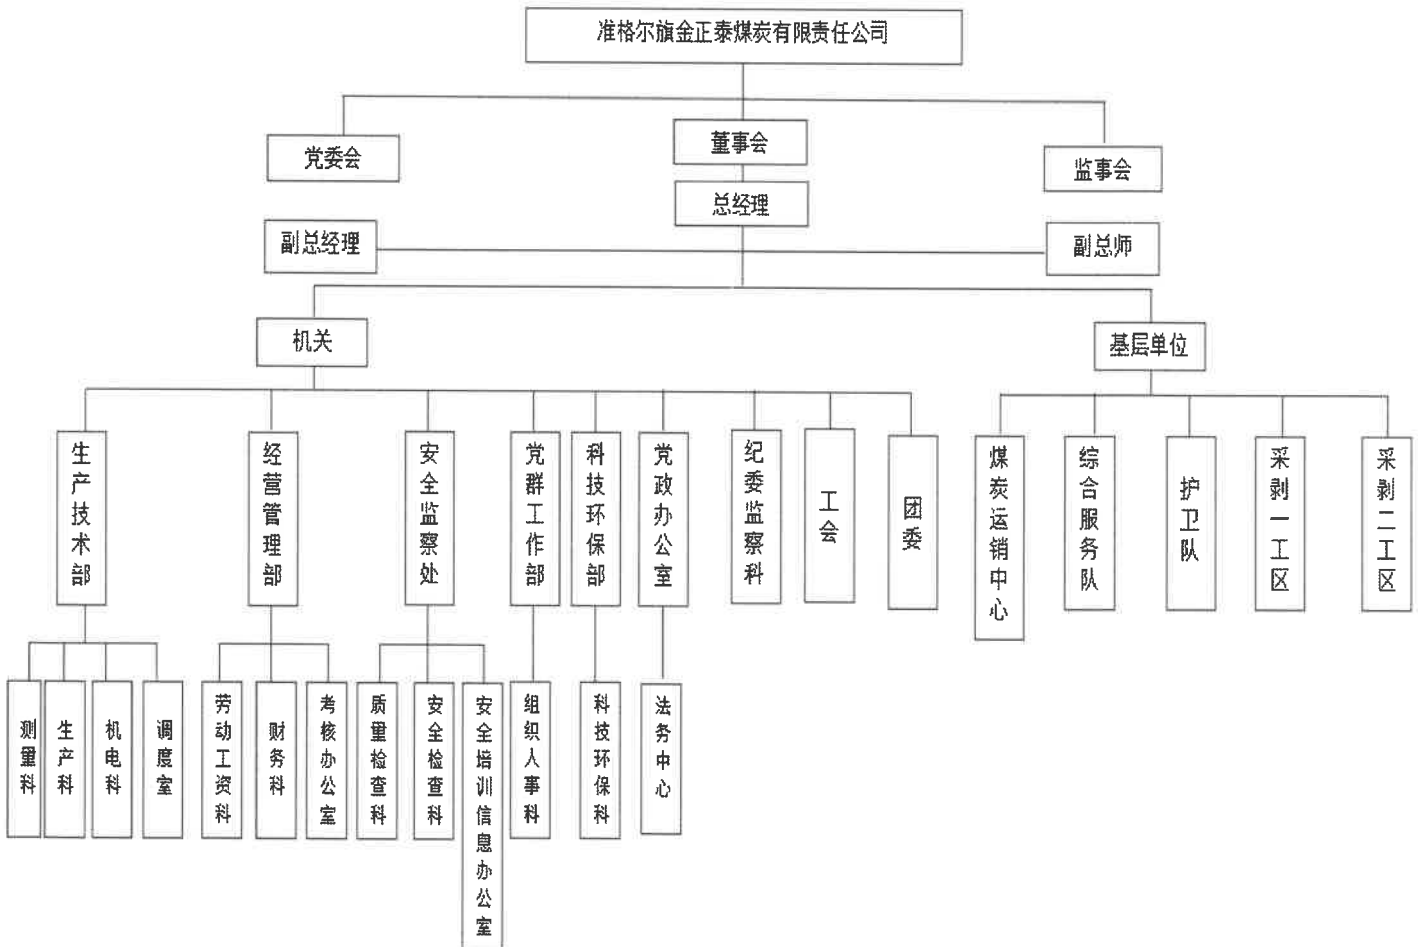 准格尔旗金正泰煤炭有限责任公司
党委会
董事会
监事会
总经理
副总经理
副总师
机关
基层单位
生产技术部
经营管理部
安全监察处
党群工作部
科技环保部
党政办公室
纪委监察科
工会
团委
煤炭运销中心
综合服务队
护卫队
采剥一工区
采剥二工区
测量科
生产科
机电科
调度室
劳动工资科
财务科
考核办公室
质量检查科
安全检查科
安全培训信息办公室
组织人事科
科技环保科
法务中心